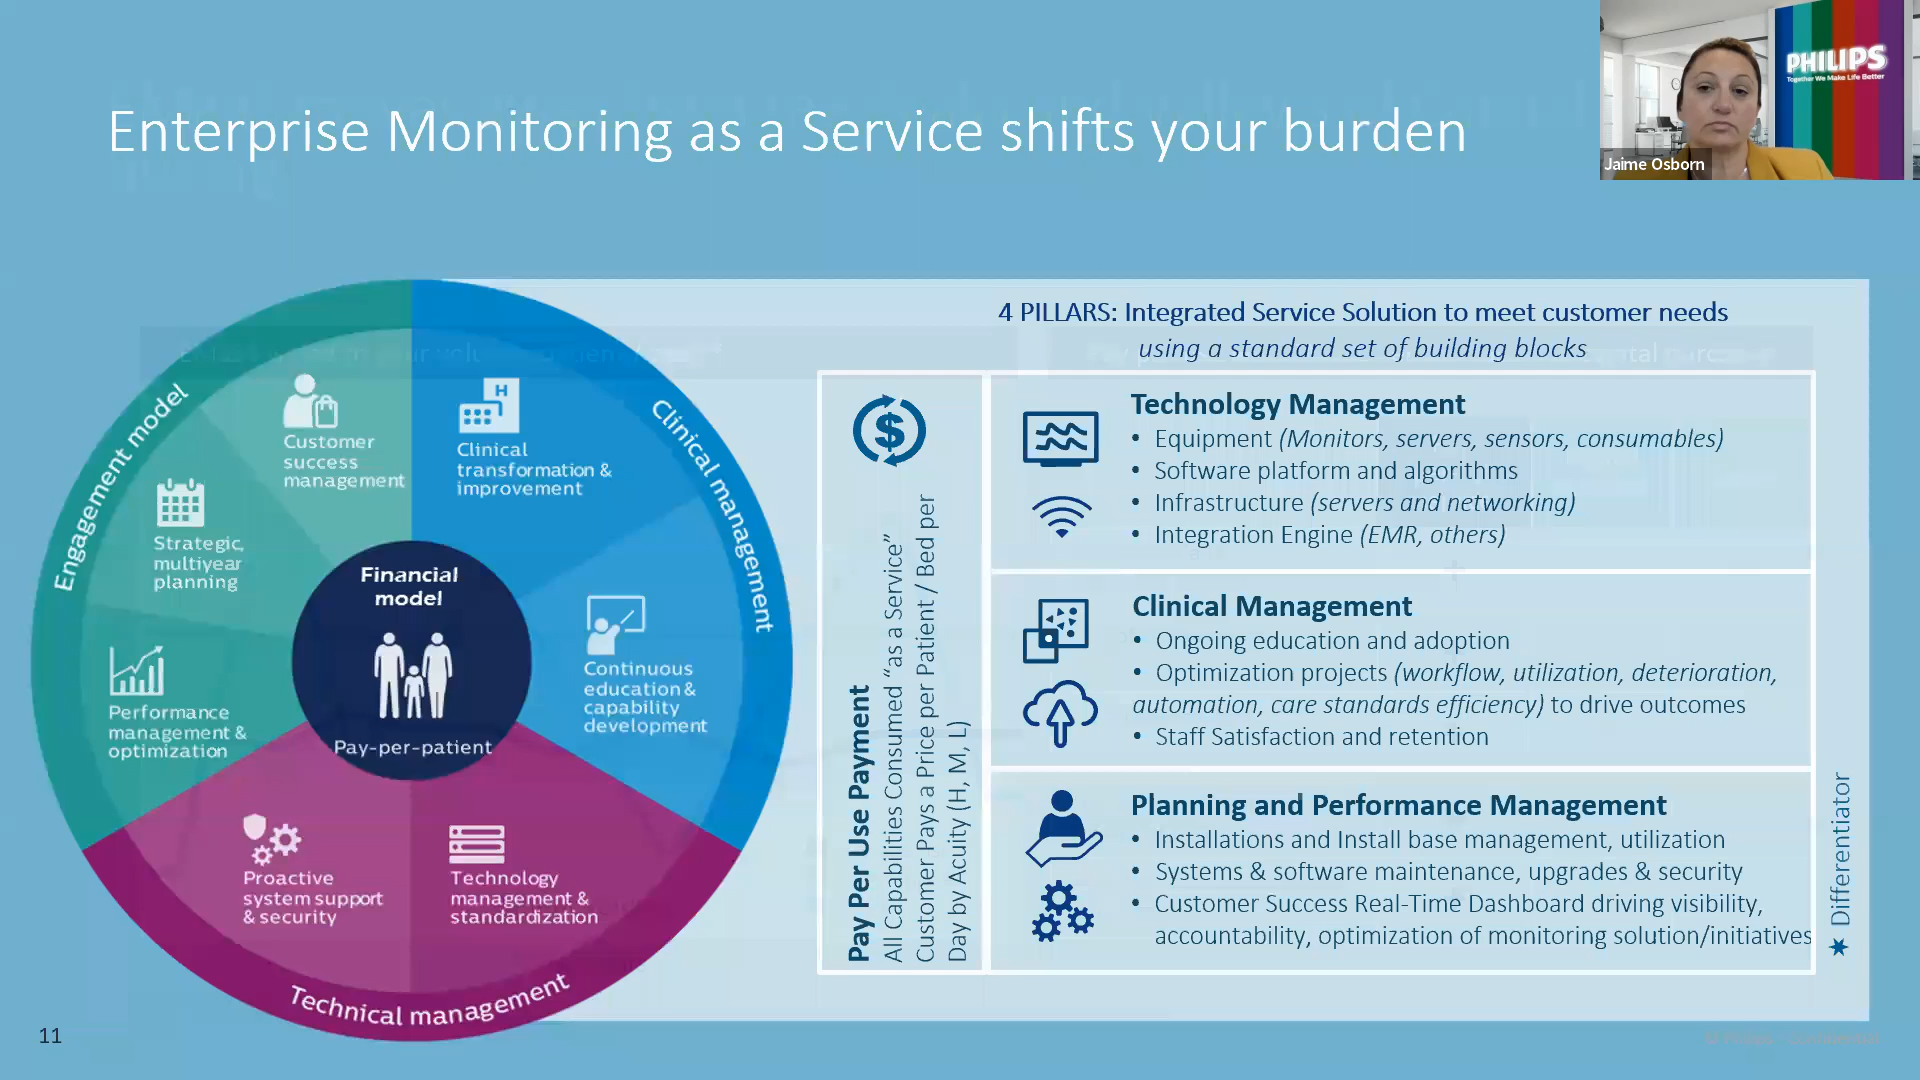 Enterprise Monitoring as a Service shifts your burden
PHILIPS
Together We Make Life Better
Jaime Osborn
Engagement model
Clinical management
Technical management
Customer
success
management
Clinical
transformation &
improvement
Strategic,
multiyear
planning
Financial
model
Pay-per-patient
Continuous
education &
capability
development
Performance
management &
optimization
Proactive
system support
& security
Technology
management &
standardization
4 PILLARS: Integrated Service Solution to meet customer needs
using a standard set of building blocks
$
Pay Per Use Payment
All Capabilities Consumed “as a Service”
Customer Pays a Price per Patient / Bed per
Day by Acuity (H, M, L)
Technology Management
• Equipment (Monitors, servers, sensors, consumables)
• Software platform and algorithms
• Infrastructure (servers and networking)
• Integration Engine (EMR, others)
Clinical Management
• Ongoing education and adoption
• Optimization projects (workflow, utilization, deterioration,
automation, care standards efficiency) to drive outcomes
• Staff Satisfaction and retention
Planning and Performance Management
• Installations and Install base management, utilization
• Systems & software maintenance, upgrades & security
• Customer Success Real-Time Dashboard driving visibility,
accountability, optimization of monitoring solution/initiatives
Differentiator
H
11